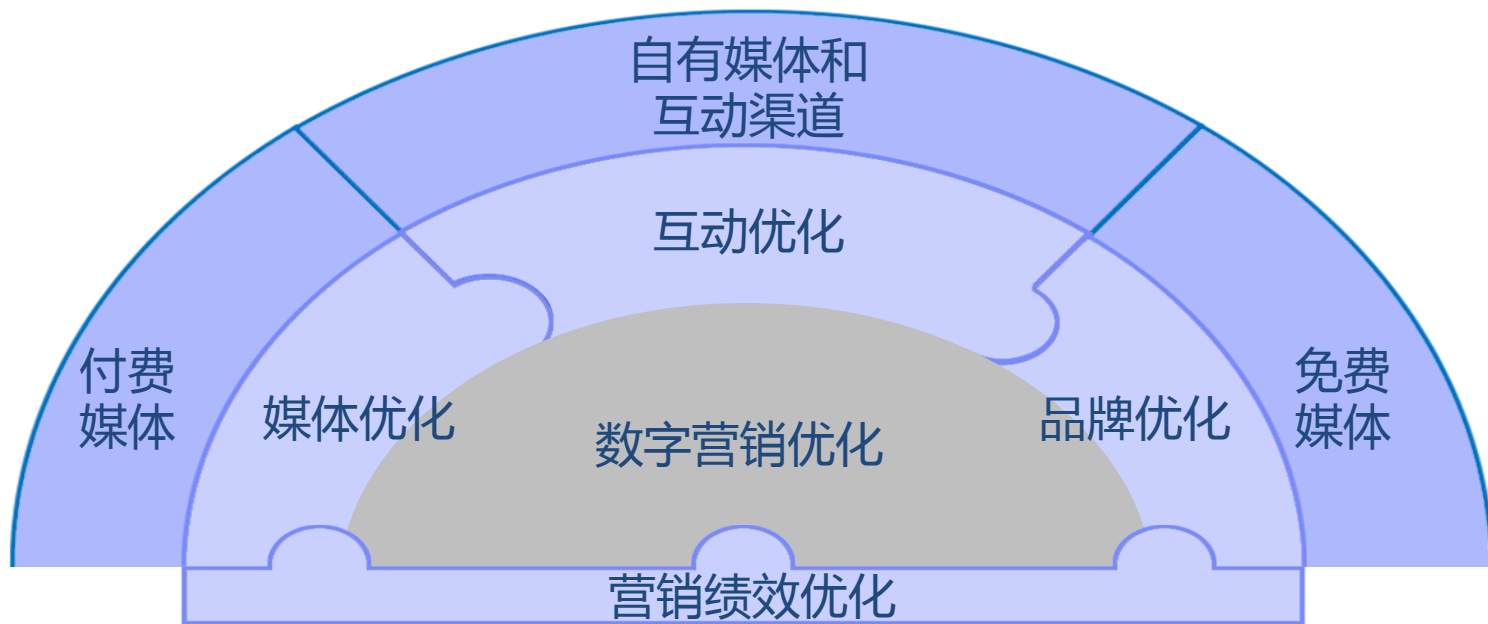 自有媒体和
互动渠道
互动优化
付费
媒体
媒体优化
数字营销优化
品牌优化
免费
媒体
营销绩效优化